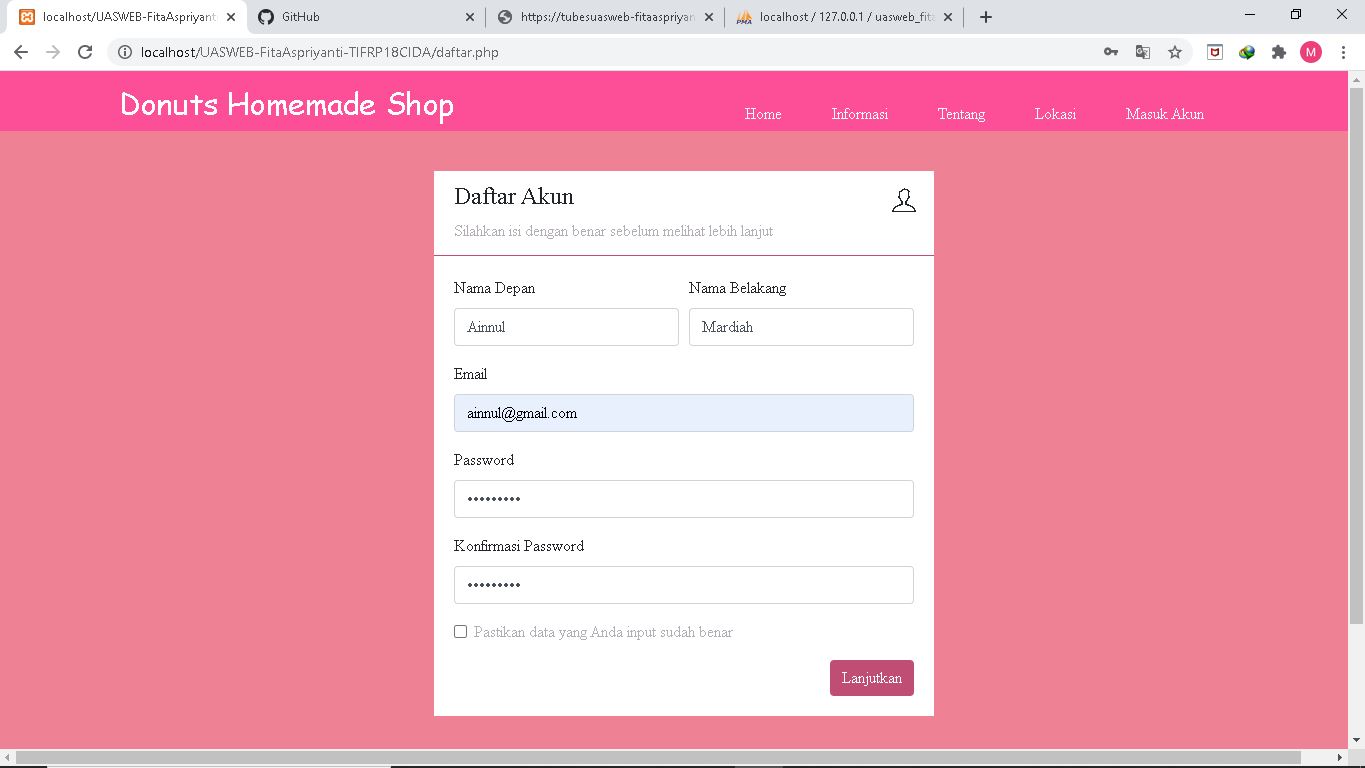 localhost/UASWEB-FitaAspriyanti
GitHub
https://tubesuasweb-fitaaspriyan
localhost / 127.0.0.1 / uasweb_fita
localhost/UASWEB-FitaAspriyanti-TIFRP18CIDA/daftar.php
M
Donuts Homemade Shop
Home Informasi Tentang Lokasi Masuk Akun
Daftar Akun
Silahkan isi dengan benar sebelum melihat lebih lanjut
Nama Depan Nama Belakang
Ainnul Mardiah
Email
ainnul@gmail.com
Password
•••••••••
Konfirmasi Password
•••••••••
Pastikan data yang Anda input sudah benar
Lanjutkan